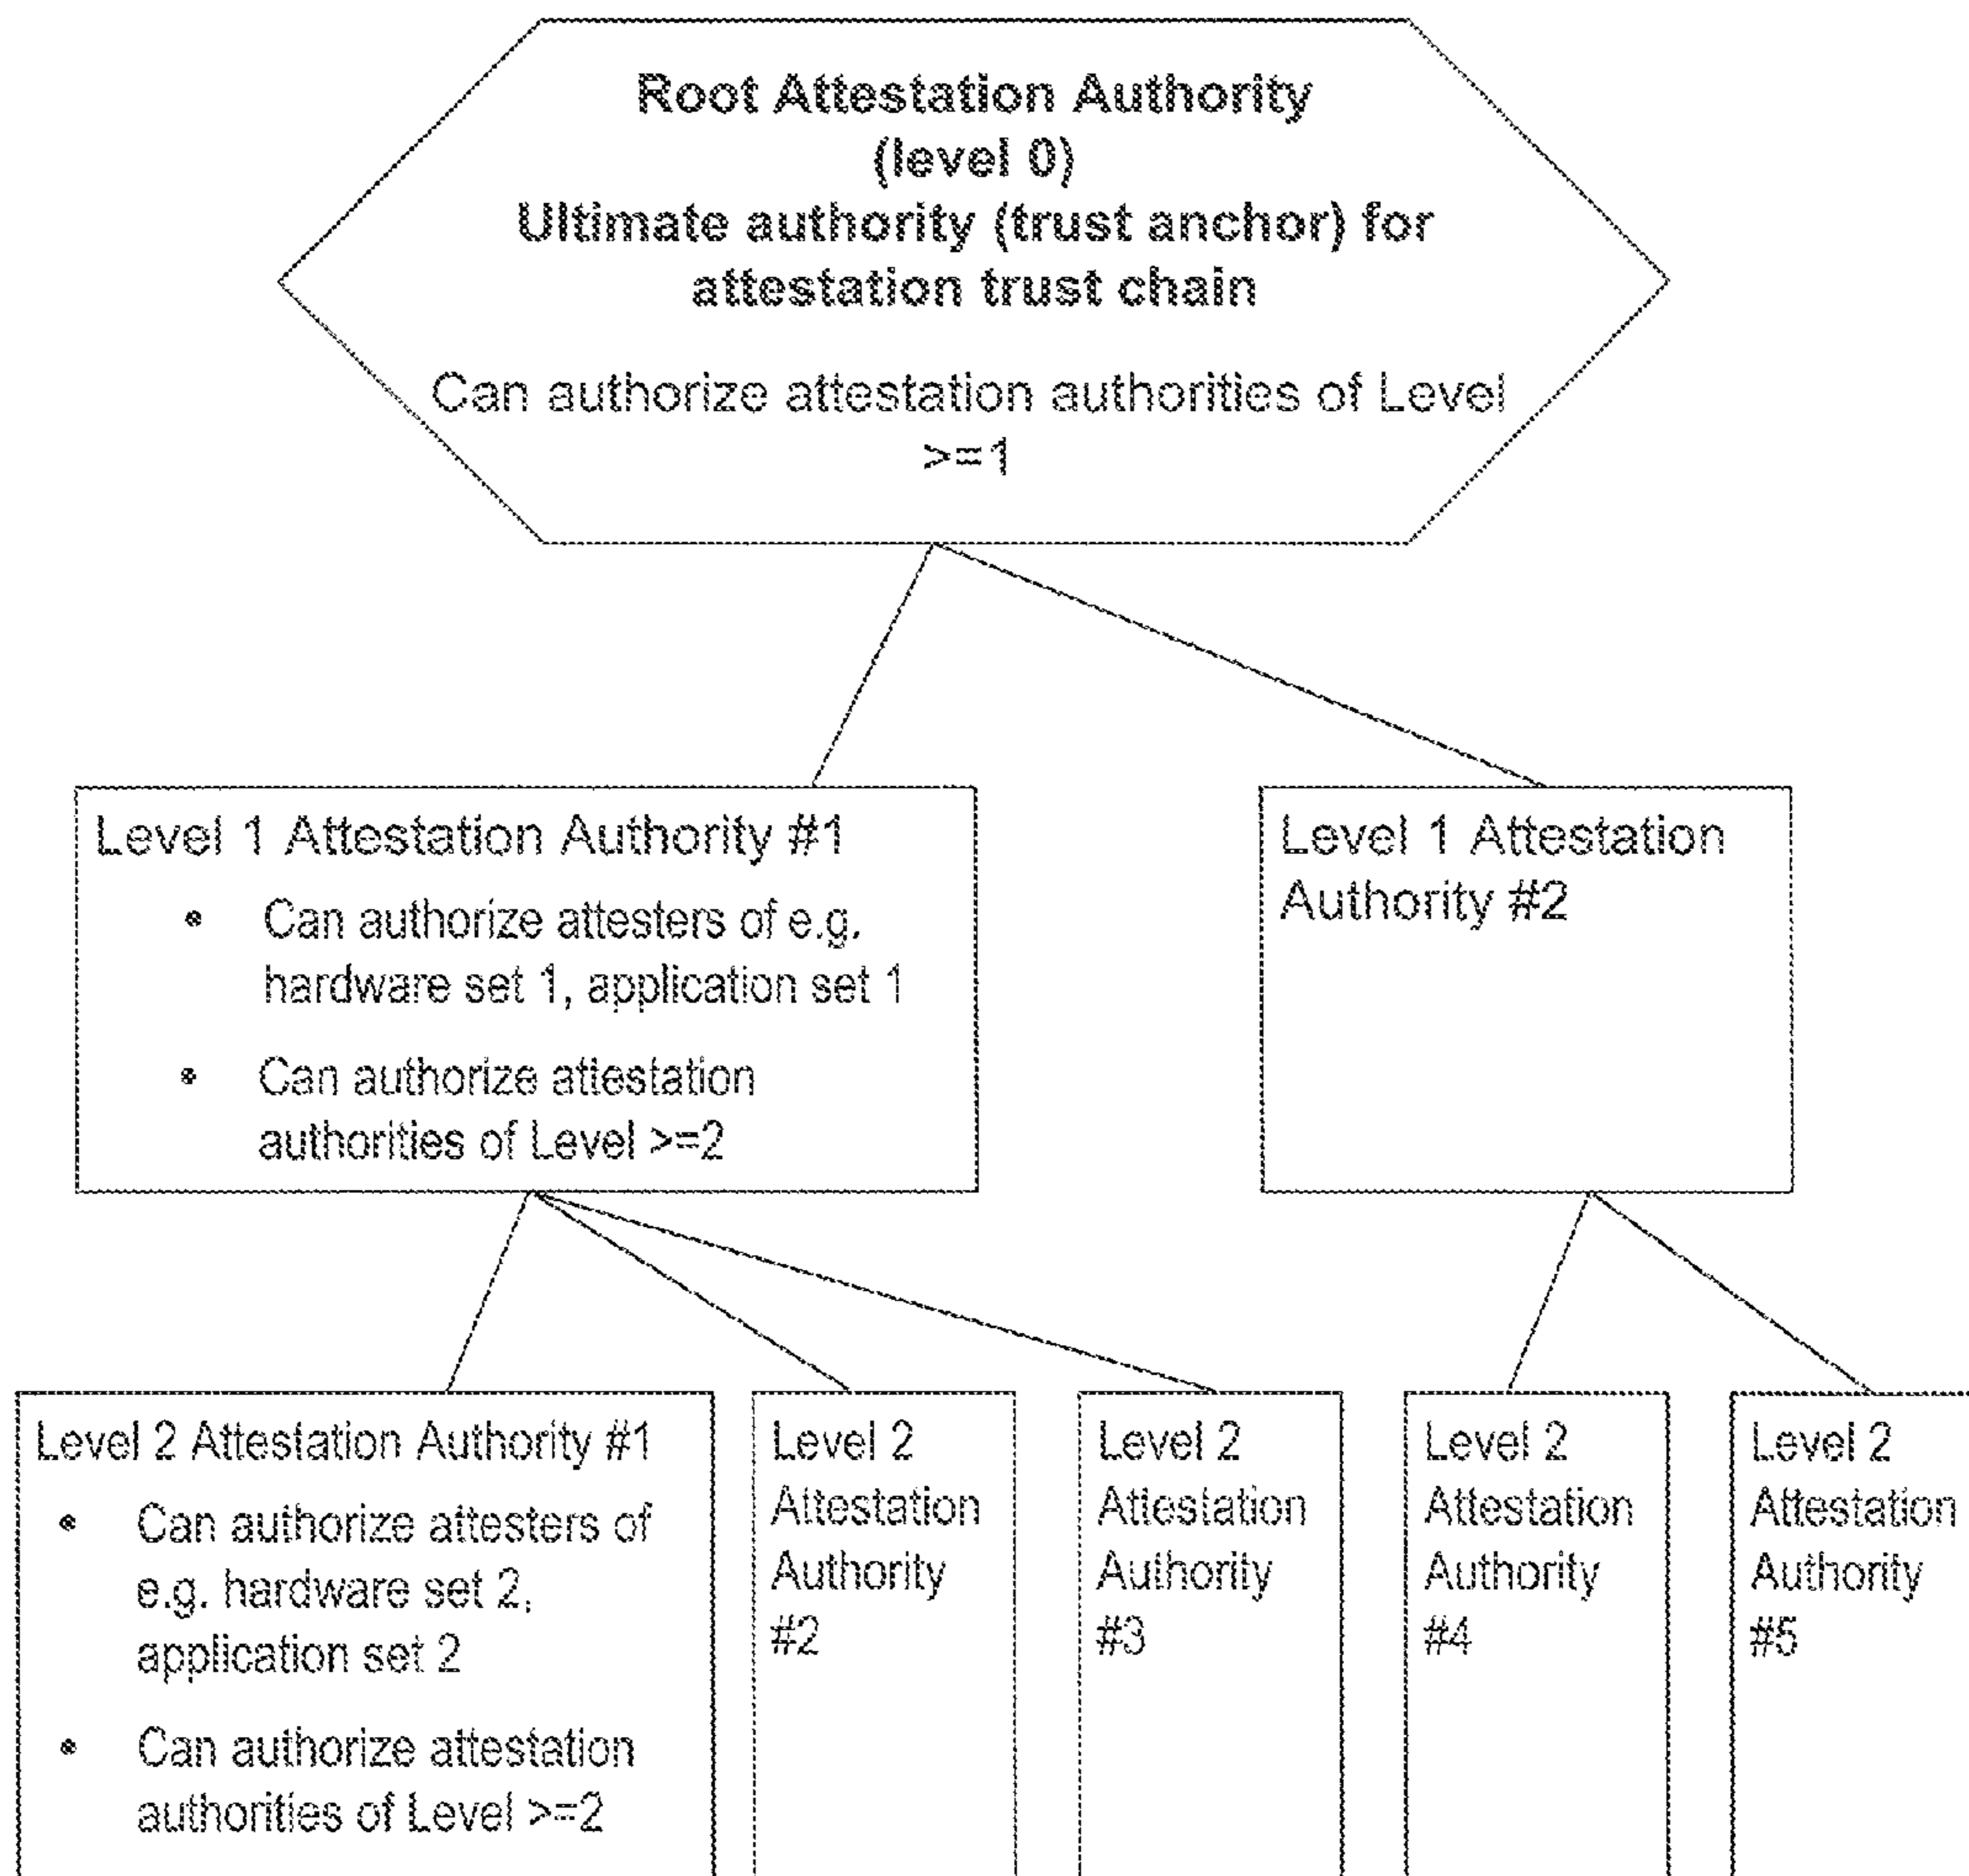 Root Attestation Authority
(level 0)
Ultimate authority (trust anchor) for
attestation trust chain
Can authorize attestation authorities of Level
>=1
Level 1 Attestation Authority #1
• Can authorize attesters of e.g.
hardware set 1, application set 1
• Can authorize attestation
authorities of Level >=2
Level 1 Attestation
Authority #2
Level 2 Attestation Authority #1
• Can authorize attesters of
e.g. hardware set 2,
application set 2
• Can authorize attestation
authorities of Level >=2
Level 2
Attestation
Authority
#2
Level 2
Attestation
Authority
#3
Level 2
Attestation
Authority
#4
Level 2
Attestation
Authority
#5